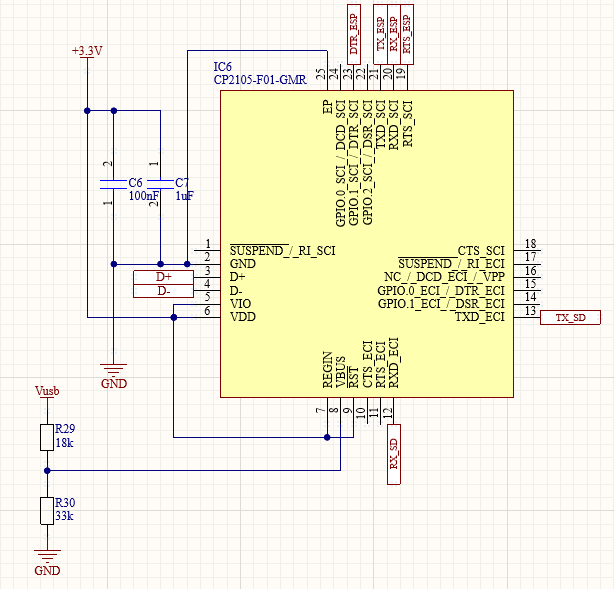 DTR_ESP
TX_ESP
RX_ESP
RTS_ESP
+3.3V
IC6
CP2105-F01-GMR
25
24
23
22
21
20
19
EP
GPIO.0_SCI_/_DCD_SCI
GPIO.1_SCI_/_DTR_SCI
GPIO.2_SCI_/_DSR_SCI
TXD_SCI
RXD_SCI
RTS_SCI
2
1
C6
100nF
1
2
C7
1uF
1
SUSPEND_/_RI_SCI
2
GND
D+
3
D+
D-
4
D-
5
VIO
6
VDD
CTS_SCI
18
SUSPEND_/_RI_ECI
17
NC_/_DCD_ECI_/_VPP
16
GPIO.0_ECI_/_DTR_ECI
15
GPIO.1_ECI_/_DSR_ECI
14
TXD_ECI
13
TX_SD
GND
REGIN
VBUS
RST
CTS_ECI
RTS_ECI
RXD_ECI
7
8
9
10
11
12
RX_SD
Vusb
R29
18k
R30
33k
GND